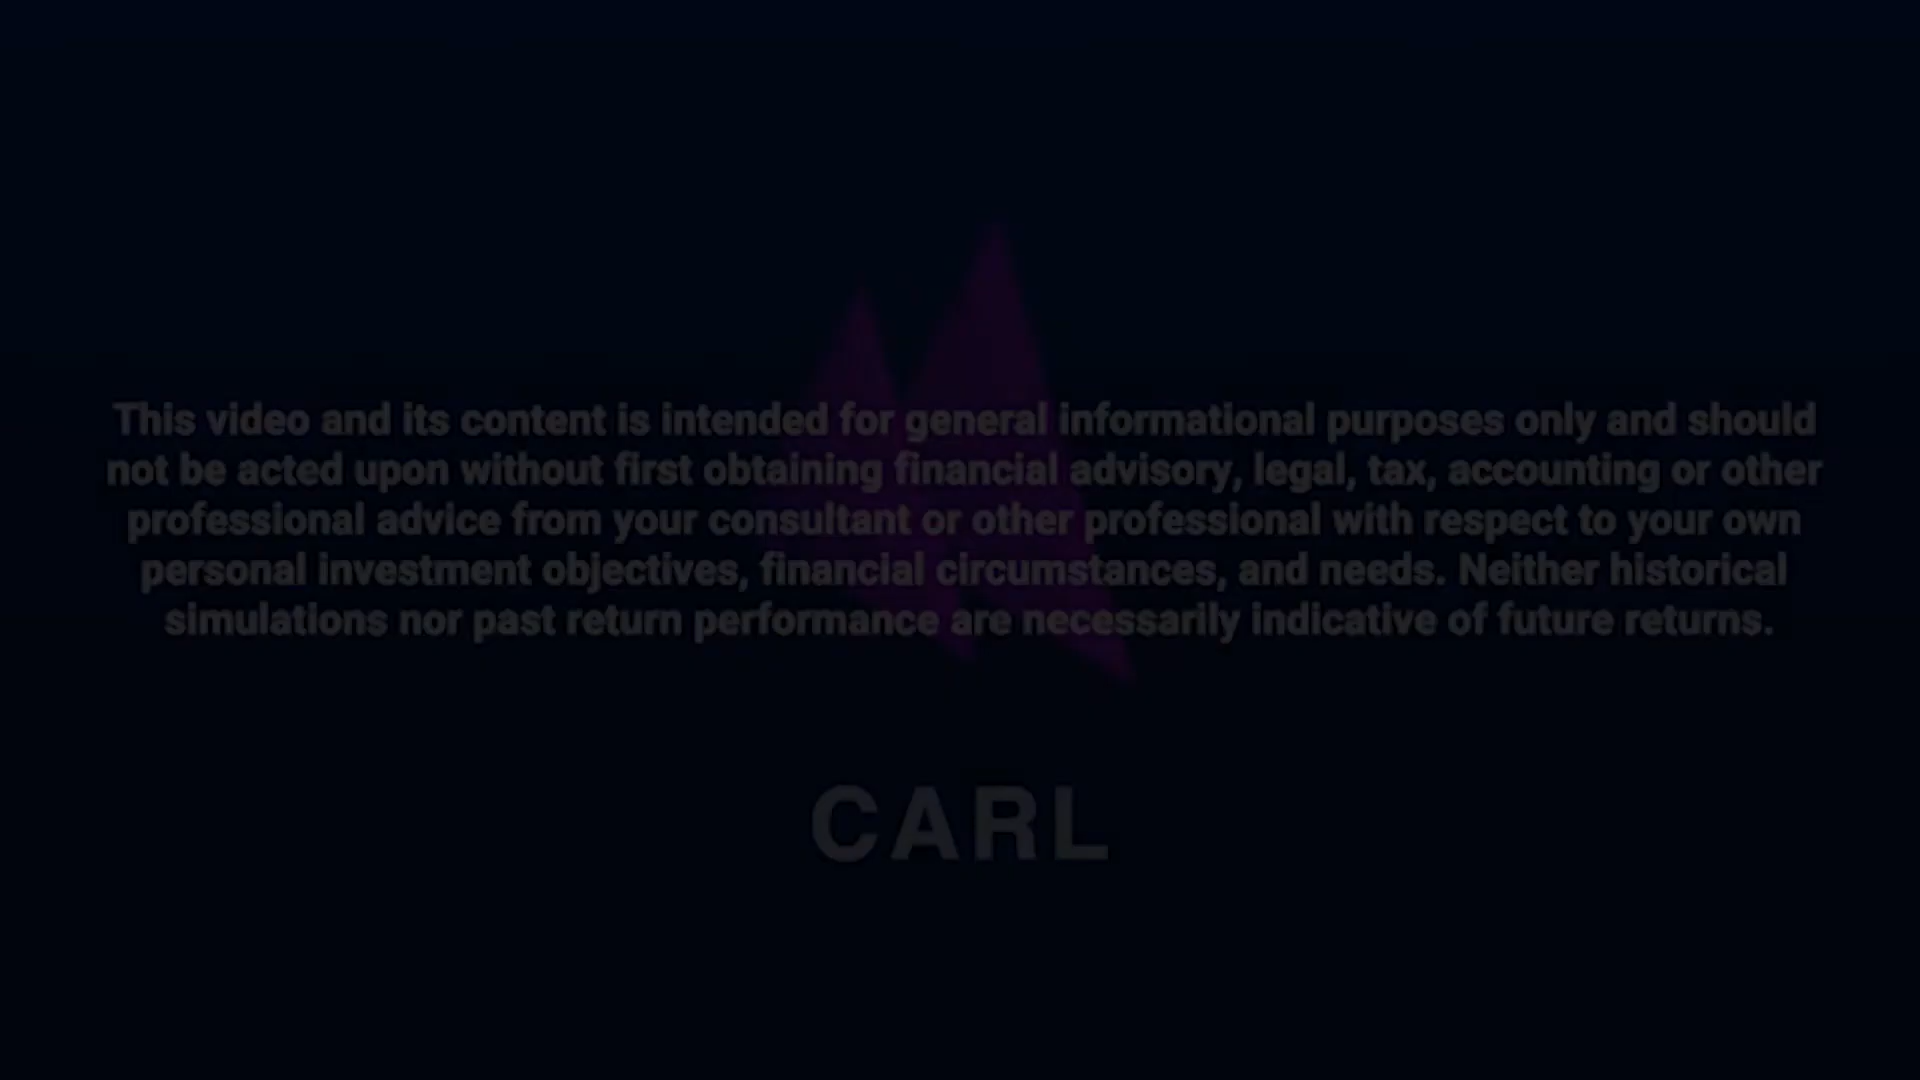 This video and its content is intended for general informational purposes only and should
not be acted upon without first obtaining financial advisory, legal, tax, accounting or other
professional advice from your consultant or other professional with respect to your own
personal investment objectives, financial circumstances, and needs. Neither historical
simulations nor past return performance are necessarily indicative of future returns.
CARL